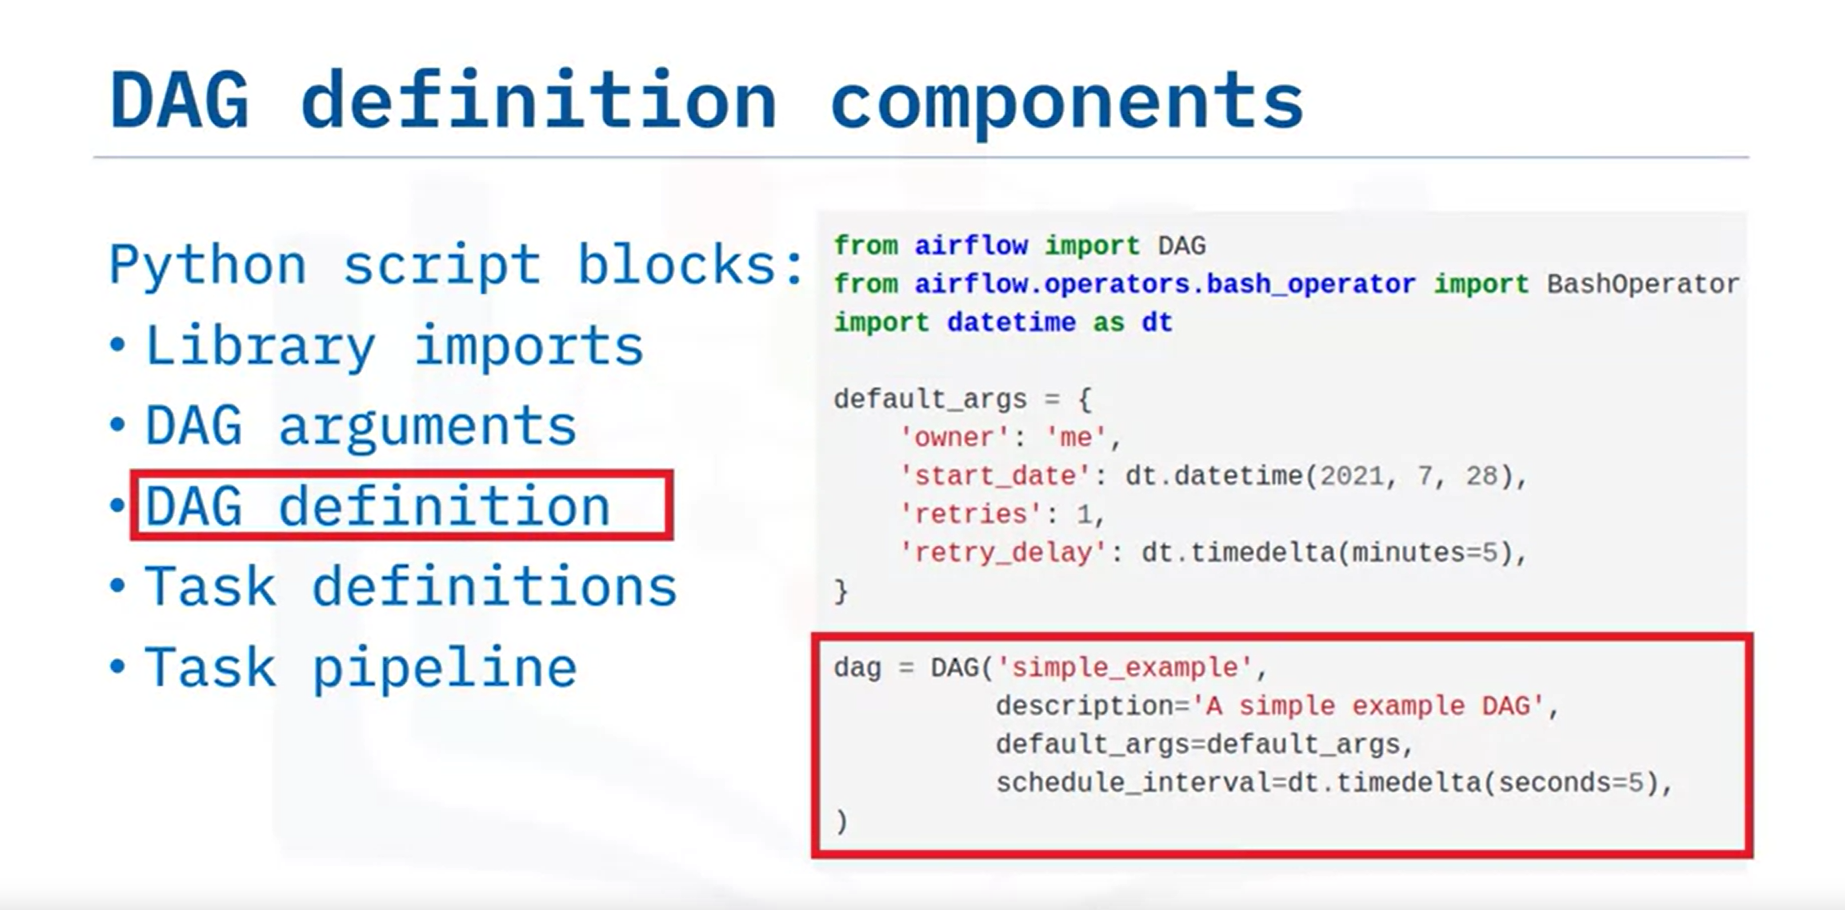 DAG definition components
Python script blocks:
• Library imports
• DAG arguments
• DAG definition
• Task definitions
• Task pipeline
from airflow import DAG
from airflow.operators.bash_operator import BashOperator
import datetime as dt
default_args = {
    'owner': 'me',
    'start_date': dt.datetime(2021, 7, 28),
    'retries': 1,
    'retry_delay': dt.timedelta(minutes=5),
}
dag = DAG('simple_example',
          description='A simple example DAG',
          default_args=default_args,
          schedule_interval=dt.timedelta(seconds=5),
)